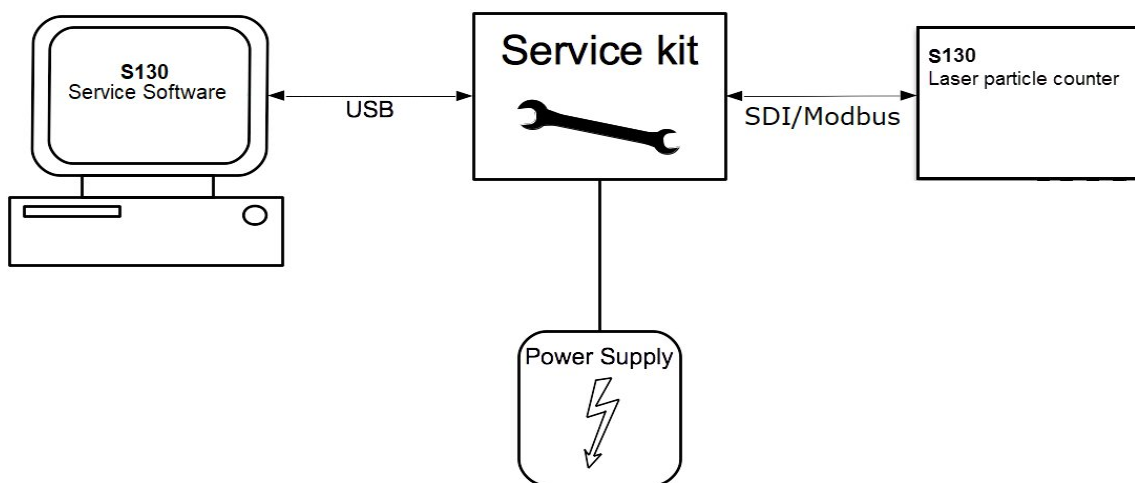 S130
Service Software
USB
Service kit
SDI/Modbus
S130
Laser particle counter
Power Supply